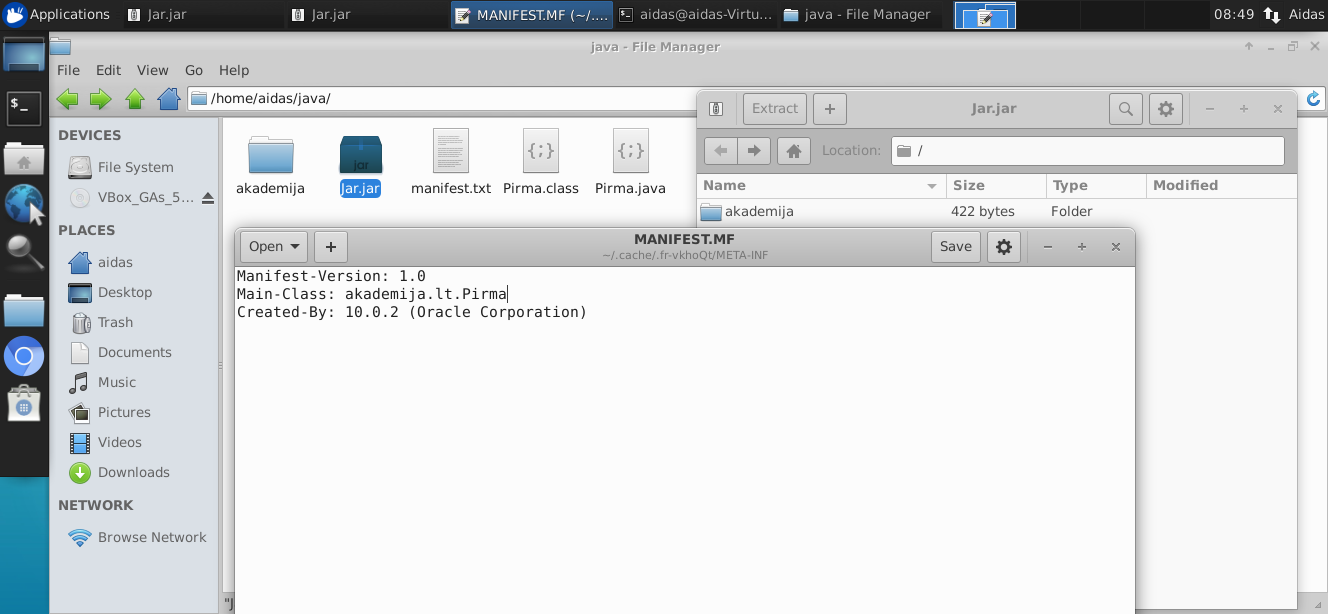 Applications
Jar.jar
Jar.jar
MANIFEST.MF (~/....
aidas@aidas-Virtu...
java - File Manager
08:49
Aidas
java - File Manager
File Edit View Go Help
/home/aidas/java/
DEVICES
File System
VBox_GAs_5...
PLACES
aidas
Desktop
Trash
Documents
Music
Pictures
Videos
Downloads
NETWORK
Browse Network
akademija
jar
Jar.jar
manifest.txt
{;}
Pirma.class
{;}
Pirma.java
Extract
+
Jar.jar
Location:
/
Name Size Type Modified
akademija 422 bytes Folder
Open
+
MANIFEST.MF
~/.cache/.fr-vkhoQt/META-INF
Save
Manifest-Version: 1.0
Main-Class: akademija.lt.Pirma
Created-By: 10.0.2 (Oracle Corporation)
"J